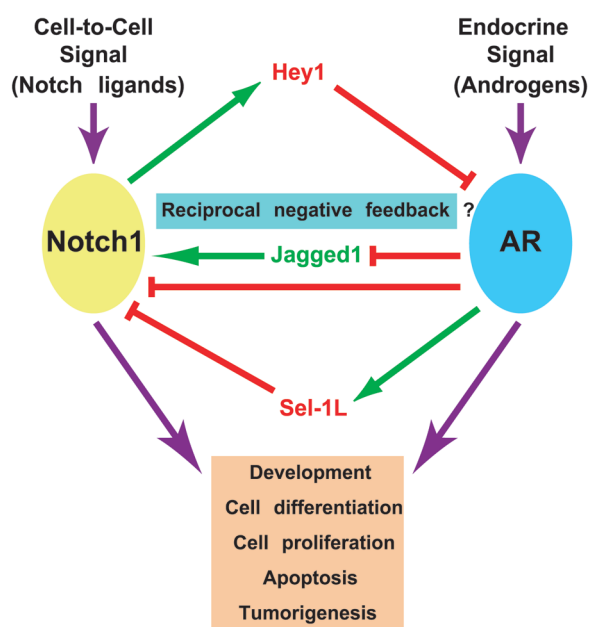 Cell-to-Cell
Signal
(Notch ligands)
Endocrine
Signal
(Androgens)
Hey1
Reciprocal negative feedback ?
Notch1
Jagged1
AR
Sel-1L
Development
Cell differentiation
Cell proliferation
Apoptosis
Tumorigenesis